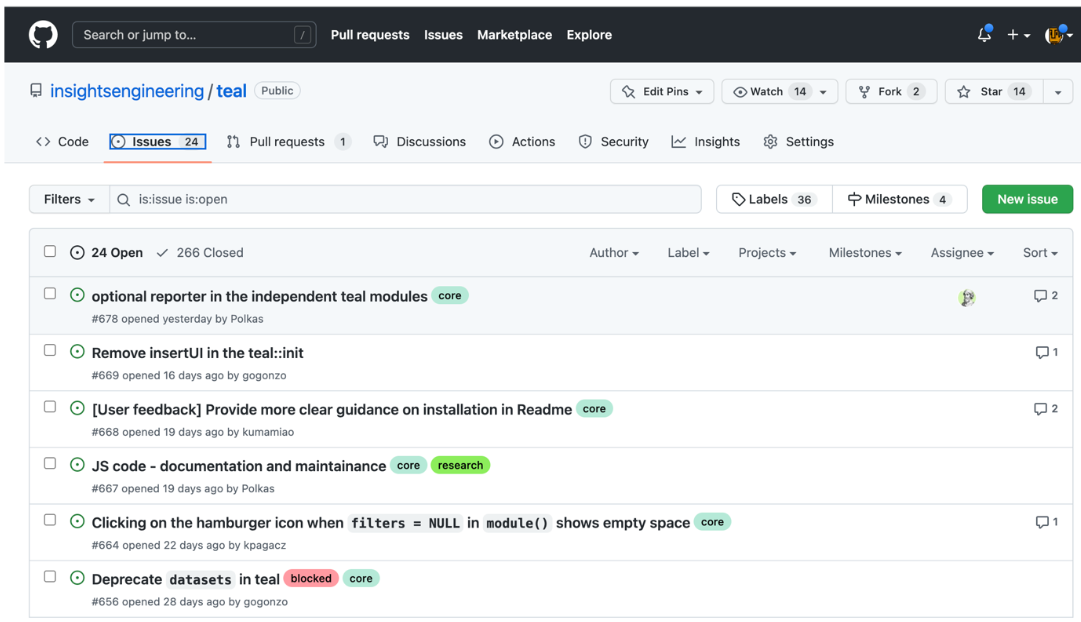 Search or jump to... / Pull requests Issues Marketplace Explore
insightsengineering / teal Public Edit Pins Watch 14 Fork 2 Star 14
Code Issues 24 Pull requests 1 Discussions Actions Security Insights Settings
Filters is:issue is:open Labels 36 Milestones 4 New issue
24 Open 266 Closed Author Label Projects Milestones Assignee Sort
optional reporter in the independent teal modules core 2
#678 opened yesterday by Polkas
Remove insertUI in the teal::init 1
#669 opened 16 days ago by gogonzo
[User feedback] Provide more clear guidance on installation in Readme core 2
#668 opened 19 days ago by kumamiao
JS code - documentation and maintainance core research
#667 opened 19 days ago by Polkas
Clicking on the hamburger icon when filters = NULL in module() shows empty space core 1
#664 opened 22 days ago by kpagacz
Deprecate datasets in teal blocked core
#656 opened 28 days ago by gogonzo